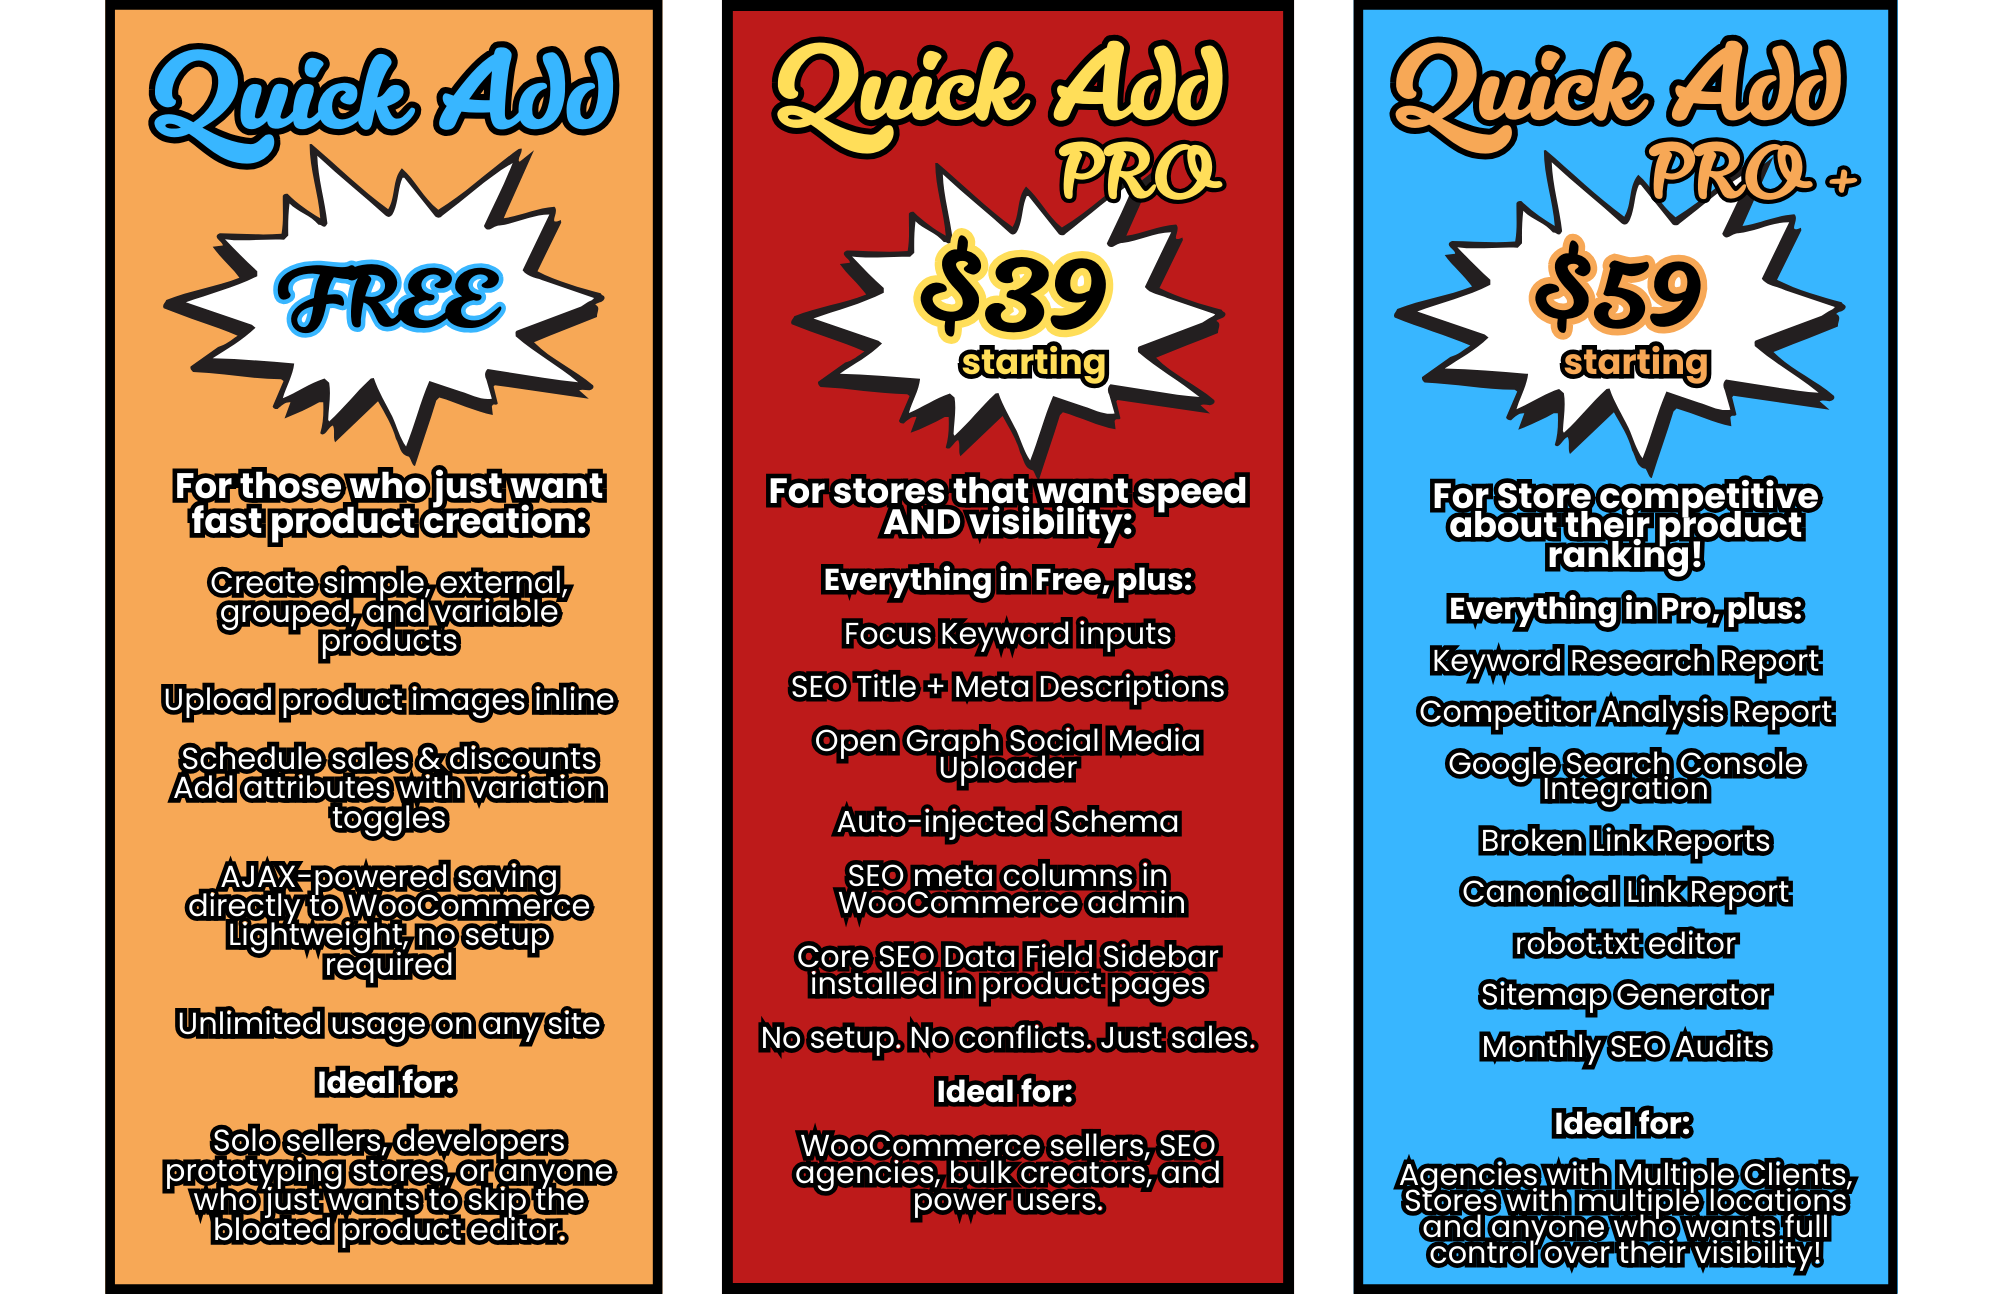 Quick Add
FREE
For those who just want
fast product creation:
Create simple, external,
grouped, and variable
products
Upload product images inline
Schedule sales & discounts
Add attributes with variation
toggles
AJAX-powered saving
directly to WooCommerce
Lightweight, no setup
required
Unlimited usage on any site
Ideal for:
Solo sellers, developers
prototyping stores, or anyone
who just wants to skip the
bloated product editor.
Quick Add
PRO
$39
starting
For stores that want speed
AND visibility:
Everything in Free, plus:
Focus Keyword inputs
SEO Title + Meta Descriptions
Open Graph Social Media
Uploader
Auto-injected Schema
SEO meta columns in
WooCommerce admin
Core SEO Data Field Sidebar
installed in product pages
No setup. No conflicts. Just sales.
Ideal for:
WooCommerce sellers, SEO
agencies, bulk creators, and
power users.
Quick Add
PRO +
$59
starting
For Store competitive
about their product
ranking!
Everything in Pro, plus:
Keyword Research Report
Competitor Analysis Report
Google Search Console
Integration
Broken Link Reports
Canonical Link Report
robot.txt editor
Sitemap Generator
Monthly SEO Audits
Ideal for:
Agencies with Multiple Clients,
Stores with multiple locations
and anyone who wants full
control over their visibility!